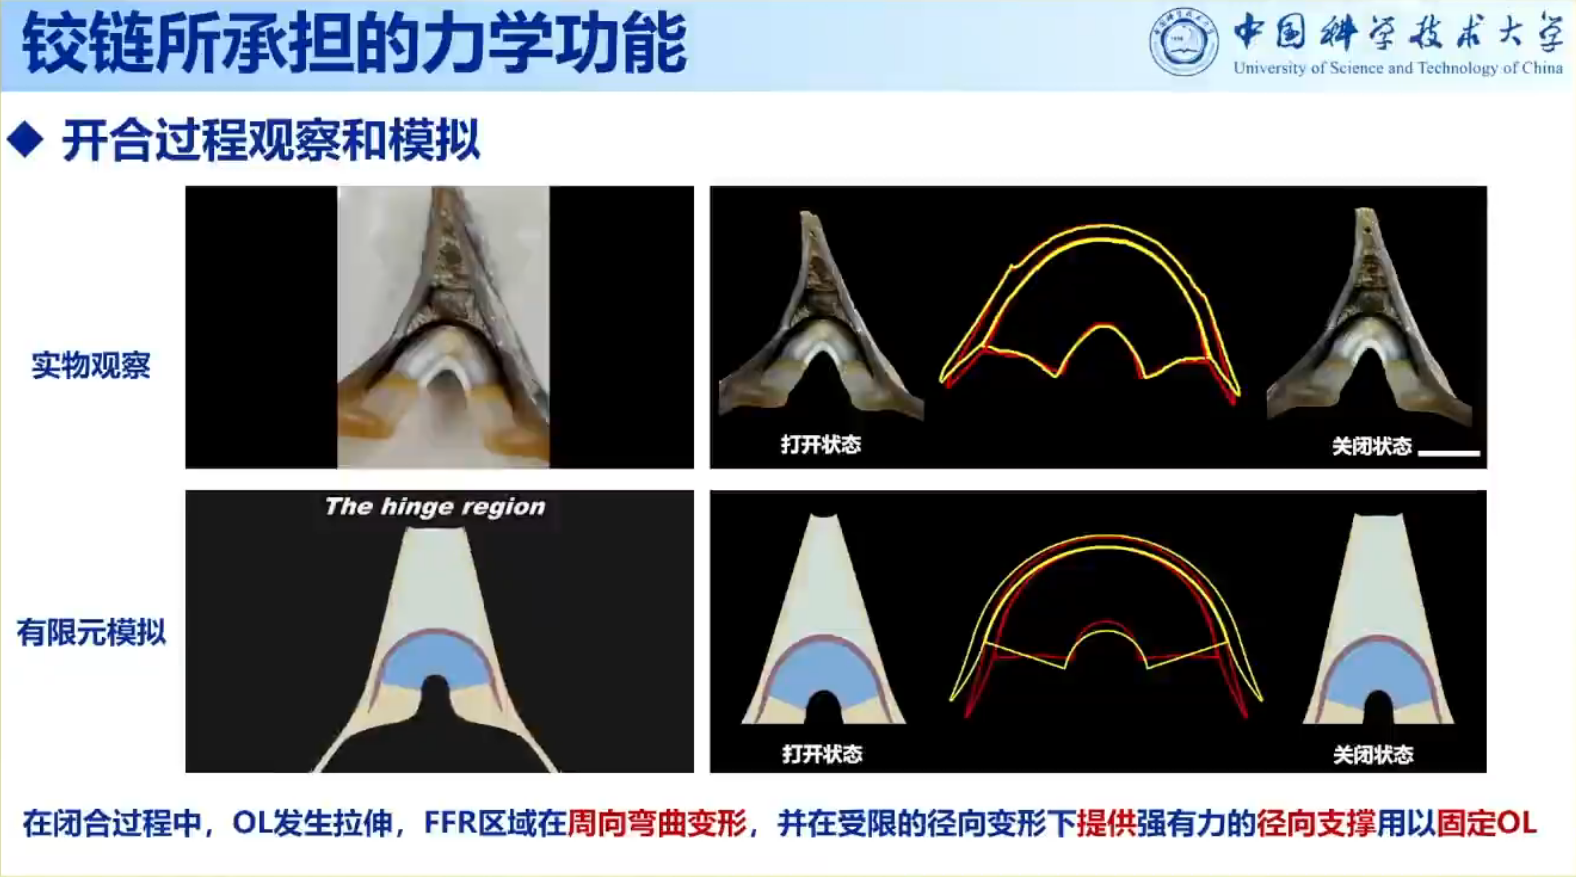 铰链所承担的力学功能
中国科学技术大学
University of Science and Technology of China
开合过程观察和模拟
实物观察
打开状态
关闭状态
The hinge region
有限元模拟
打开状态
关闭状态
在闭合过程中，OL发生拉伸，FFR区域在周向弯曲变形，并在受限的径向变形下提供强有力的径向支撑用以固定OL